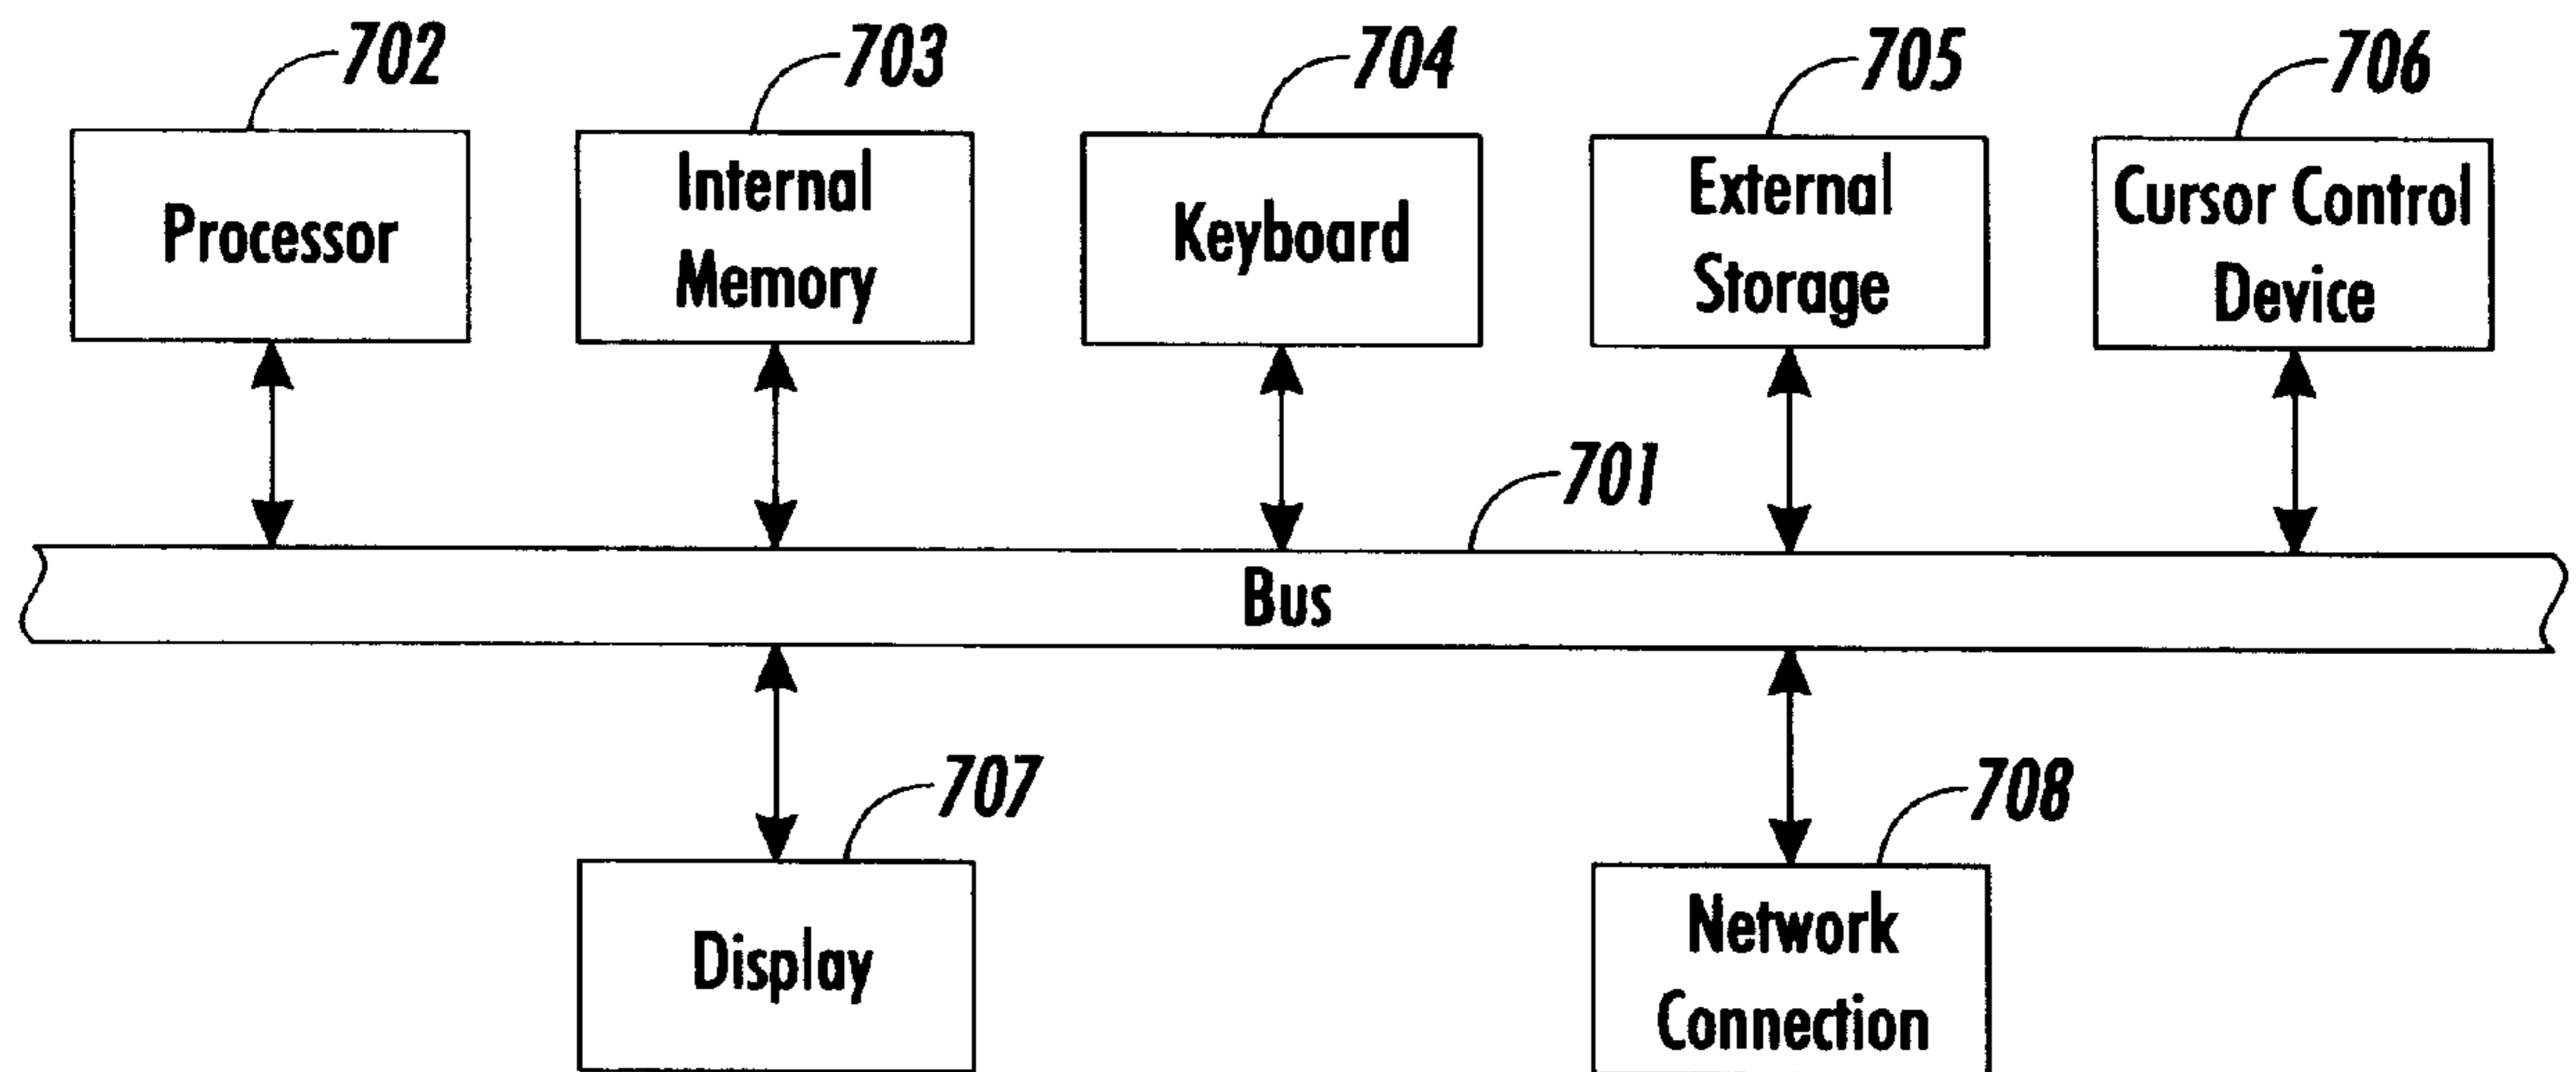 702
703
704
705
706
Processor
Internal
Memory
Keyboard
External
Storage
Cursor Control
Device
701
Bus
707
708
Display
Network
Connection